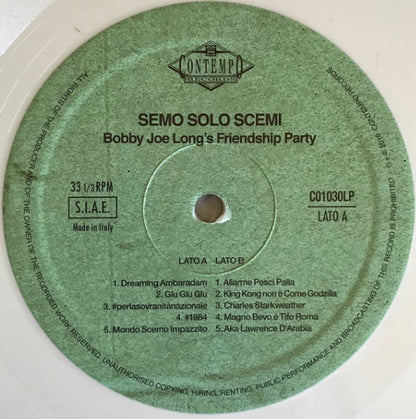 CONTEMPO
SEMO SOLO SCEMI
Bobby Joe Long's Friendship Party
33 1/3 RPM
S.I.A.E.
Made in Italy
C01030LP
LATO A
LATO A
1. Dreaming Ambaradam
2. Glu Glu Glu
3. #perlasovranitànazionale
4. #1984
5. Mondo Scemo Impazzito
LATO B
1. Allarme Pesci Palla
2. King Kong non è Come Godzilla
3. Charles Starkweather
4. Magno Bevo e Tifo Roma
5. Aka Lawrence D'Arabia
ALL RIGHTS OF THE PRODUCER AND OF THE OWNER OF THE RECORDED WORK RESERVED. UNAUTHORISED COPYING, HIRING, RENTING, PUBLIC PERFORMANCE AND BROADCASTING OF THIS RECORD IS PROHIBITED
2018 CONTEMPO RECORDS